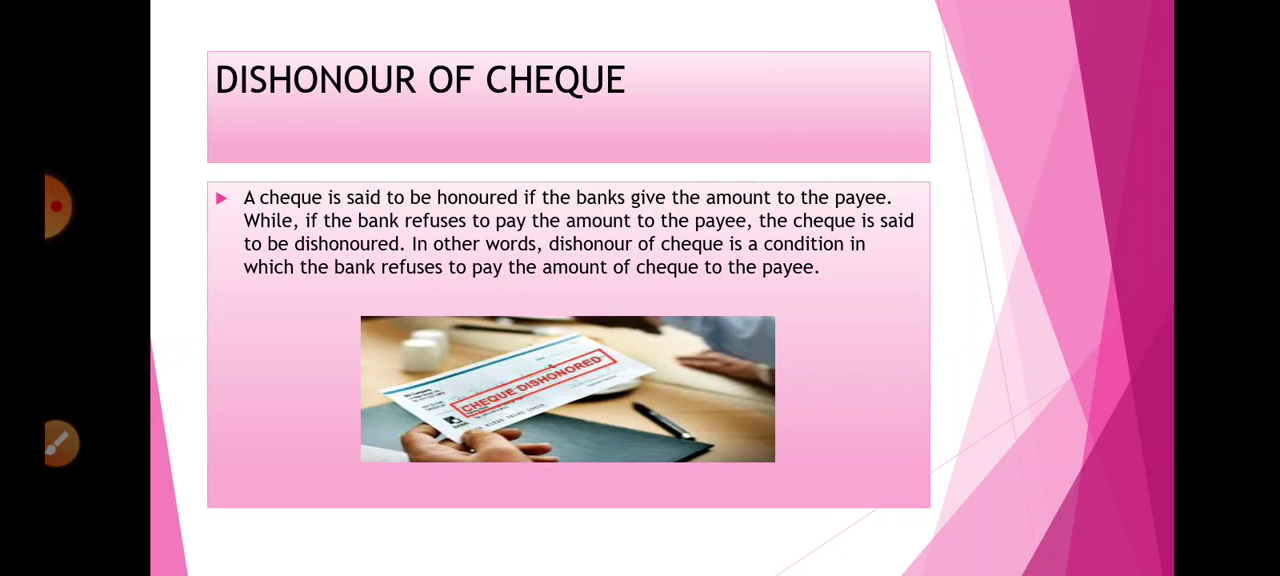 DISHONOUR OF CHEQUE
A cheque is said to be honoured if the banks give the amount to the payee.
While, if the bank refuses to pay the amount to the payee, the cheque is said
to be dishonoured. In other words, dishonour of cheque is a condition in
which the bank refuses to pay the amount of cheque to the payee.
CHEQUE DISHONORED